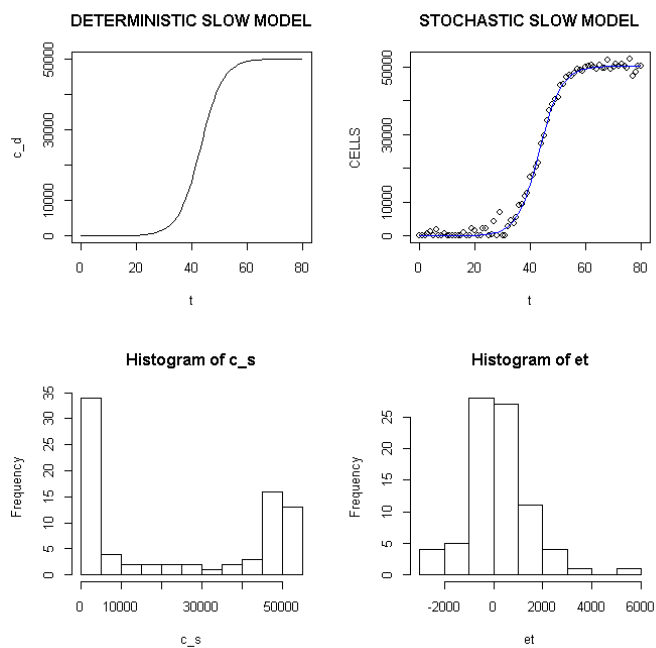 DETERMINISTIC SLOW MODEL
c_d
0 10000 30000 50000
0 20 40 60 80
t
STOCHASTIC SLOW MODEL
CELLS
0 10000 30000 50000
0 20 40 60 80
t
Histogram of c_s
Frequency
0 5 10 15 20 25 30 35
0 10000 30000 50000
c_s
Histogram of et
Frequency
0 5 10 15 20 25
-2000 0 2000 4000 6000
et